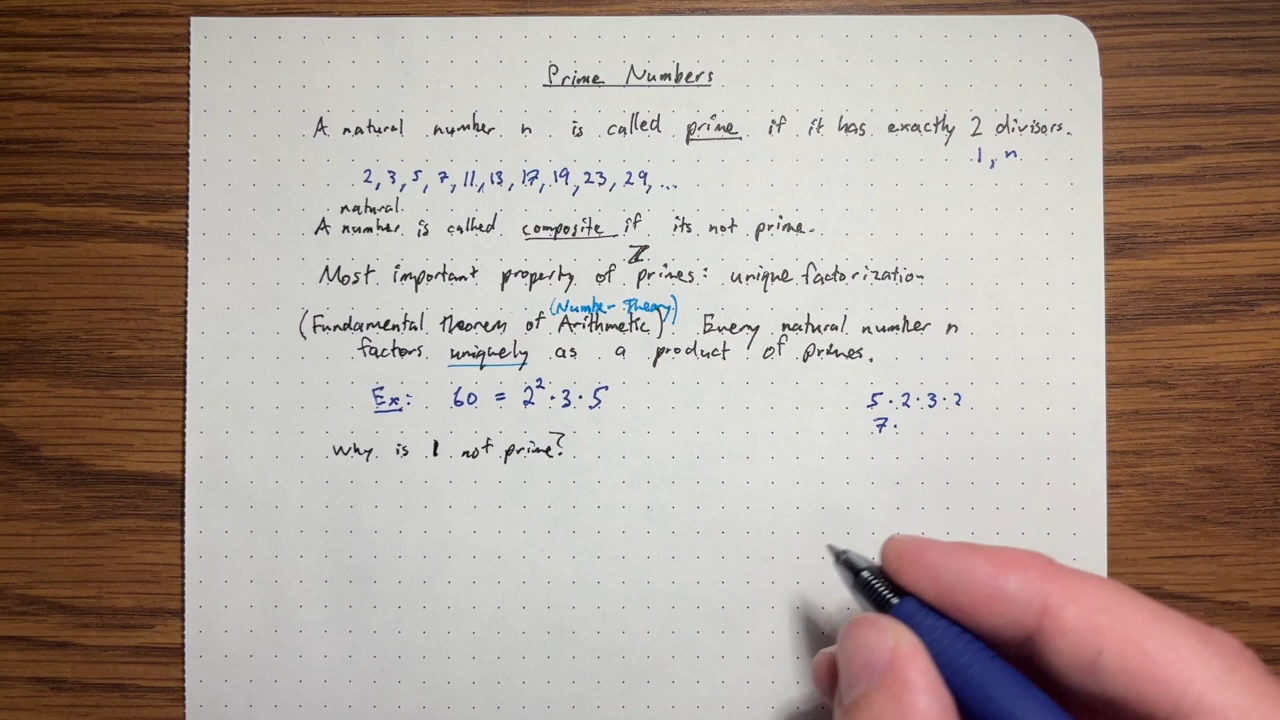 Prime Numbers
A natural number n is called prime if it has exactly 2 divisors.
1, n
2, 3, 5, 7, 11, 13, 17, 19, 23, 29, ...
natural
A number is called composite if its not prime.
ℤ
Most important property of primes: unique factorization
(Number Theory)
(Fundamental Theorem of Arithmetic) Every natural number n
factors uniquely as a product of primes.
Ex: 60 = 2² · 3 · 5
5 · 2 · 3 · 2
7 ·
Why is 1 not prime?